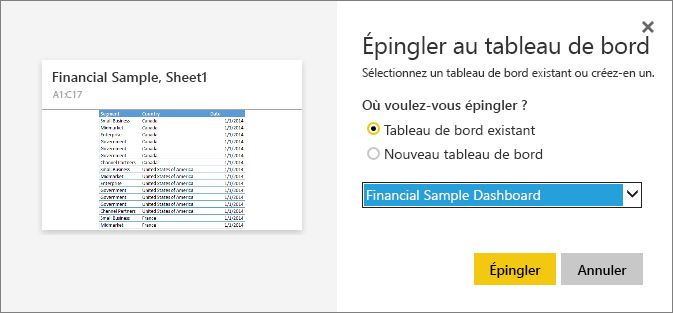 Financial Sample, Sheet1
A1:C17
Segment Country Date
Small Business Canada 1/1/2014
Midmarket Canada 1/1/2014
Enterprise Canada 1/1/2014
Government Canada 1/1/2014
Government Canada 1/1/2014
Government Canada 1/1/2014
Channel Partners Canada 1/1/2014
Small Business United States of America 1/1/2014
Midmarket United States of America 1/1/2014
Enterprise United States of America 1/1/2014
Government United States of America 1/1/2014
Government United States of America 1/1/2014
Government United States of America 1/1/2014
Channel Partners United States of America 1/1/2014
Small Business France 1/1/2014
Midmarket France 1/1/2014
Épingler au tableau de bord
Sélectionnez un tableau de bord existant ou créez-en un.
Où voulez-vous épingler ?
Tableau de bord existant
Nouveau tableau de bord
Financial Sample Dashboard
Épingler
Annuler